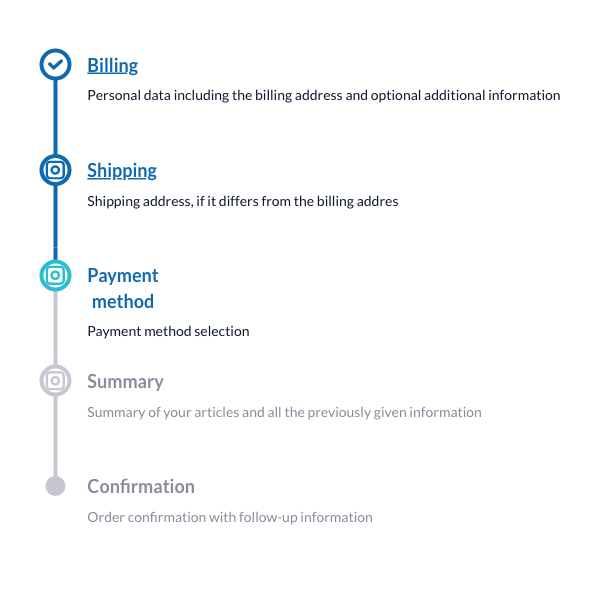 Billing
Personal data including the billing address and optional additional information
Shipping
Shipping address, if it differs from the billing addres
Payment
method
Payment method selection
Summary
Summary of your articles and all the previously given information
Confirmation
Order confirmation with follow-up information